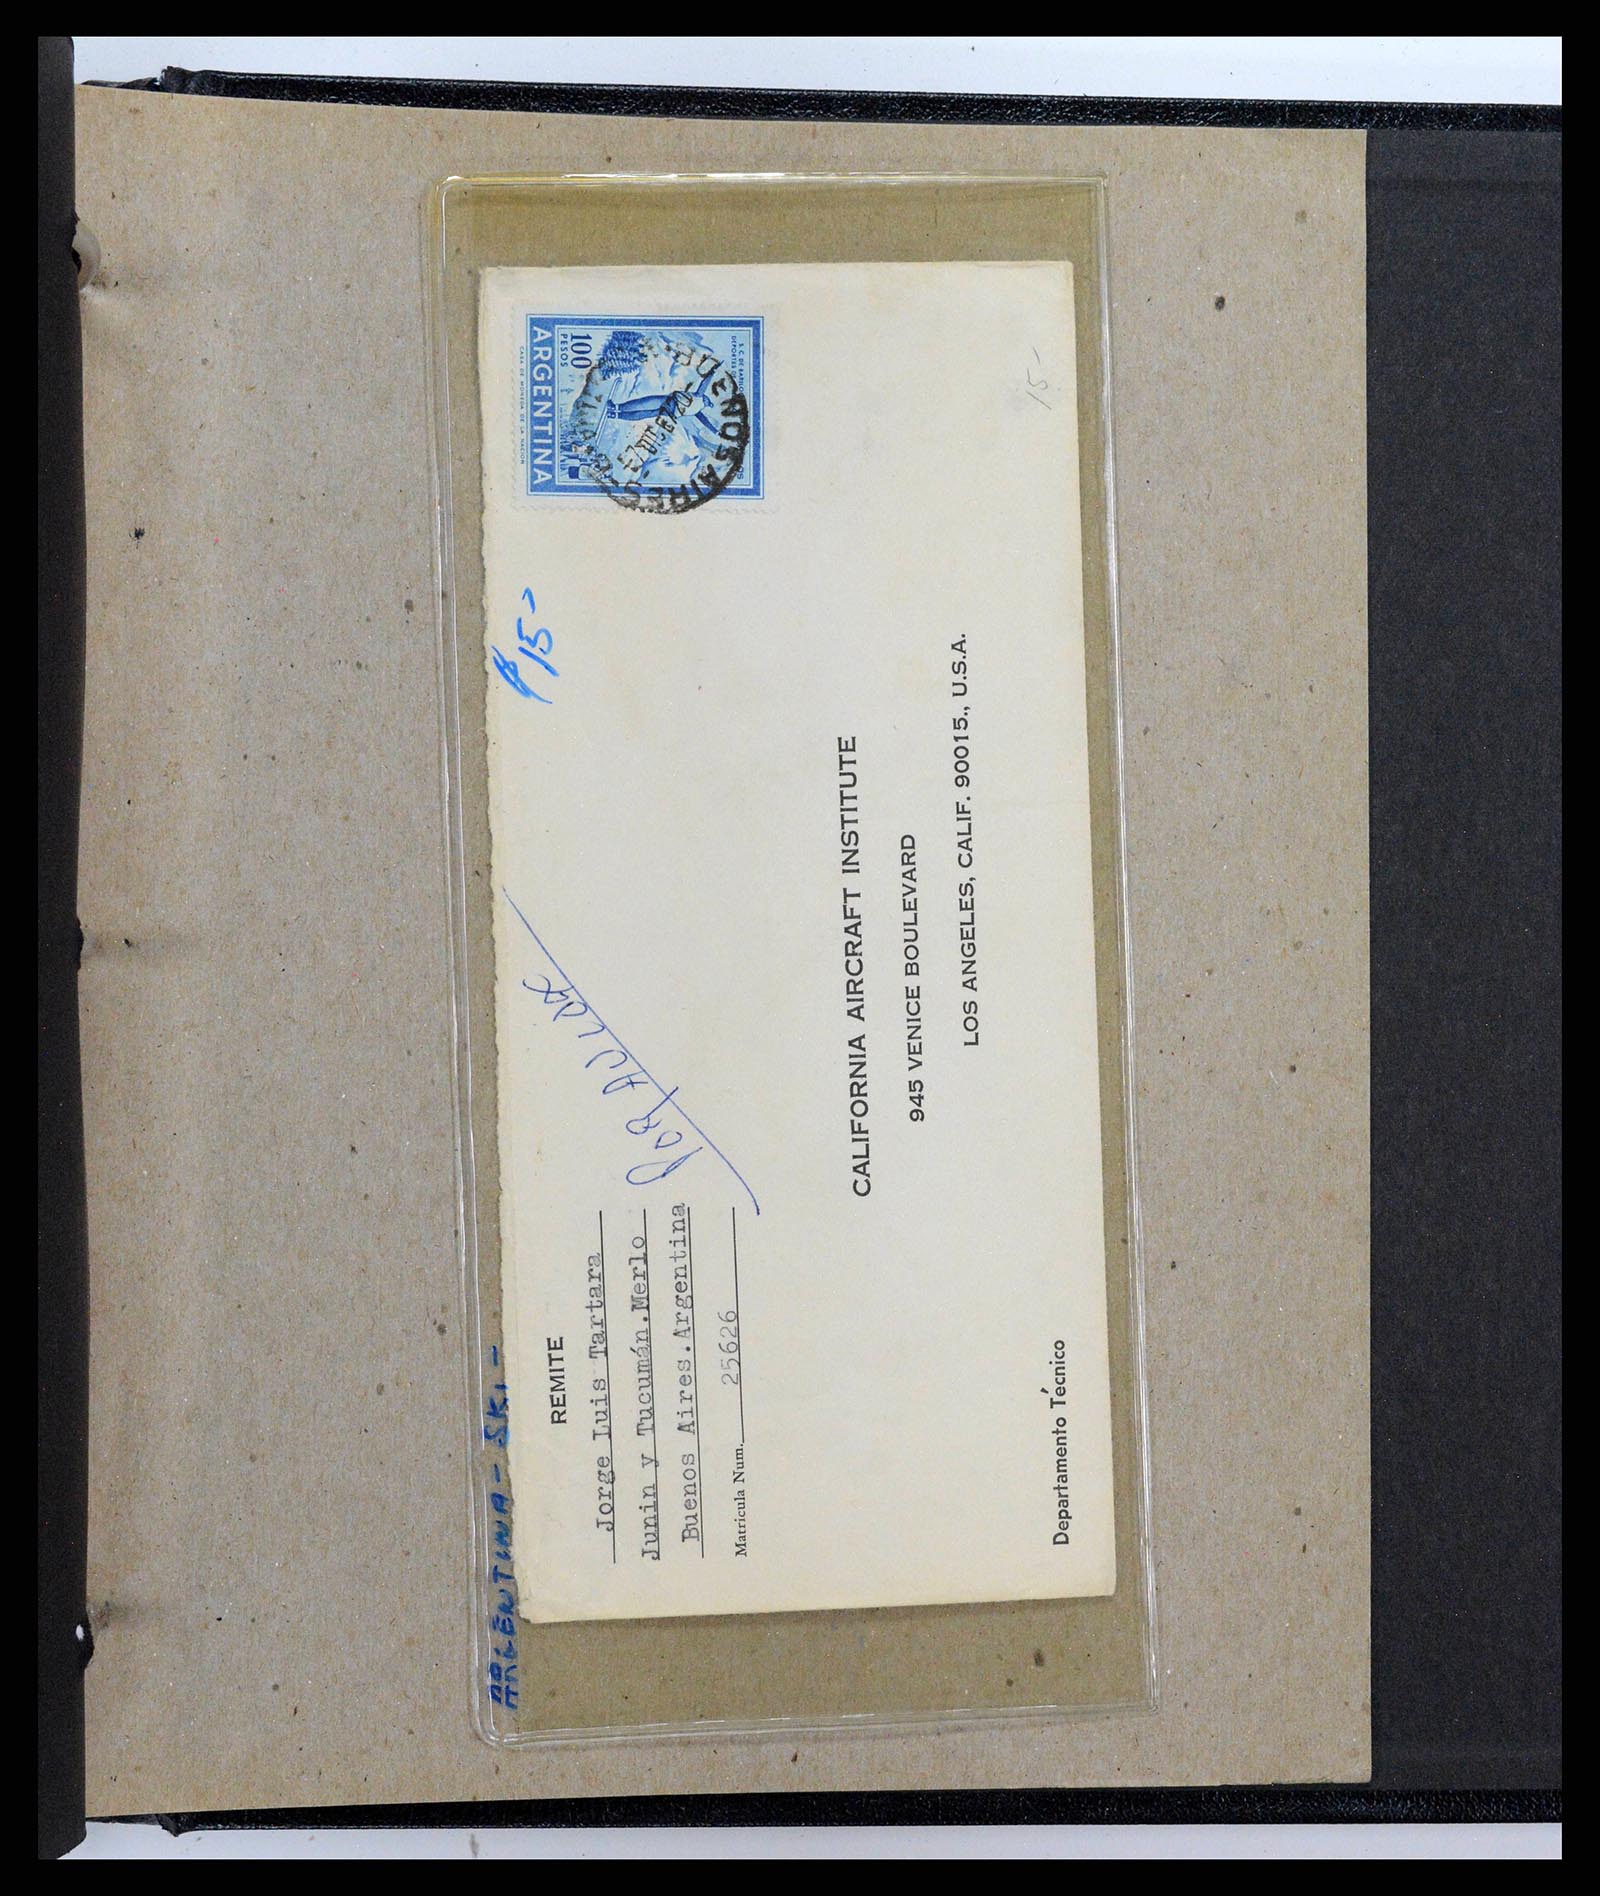 ARGENTINA - SKI -
REMITE
Jorge Luis Tartara
Junin y Tucumán.Merlo
Buenos Aires.Argentina
Matricula Num. 25626
$ 15-
100
PESOS
ARGENTINA
CASA DE MONEDA DE LA NACION
BUENOS AIRES
CALIFORNIA AIRCRAFT INSTITUTE
945 VENICE BOULEVARD
LOS ANGELES, CALIF. 90015., U.S.A.
Departamento Técnico
15-